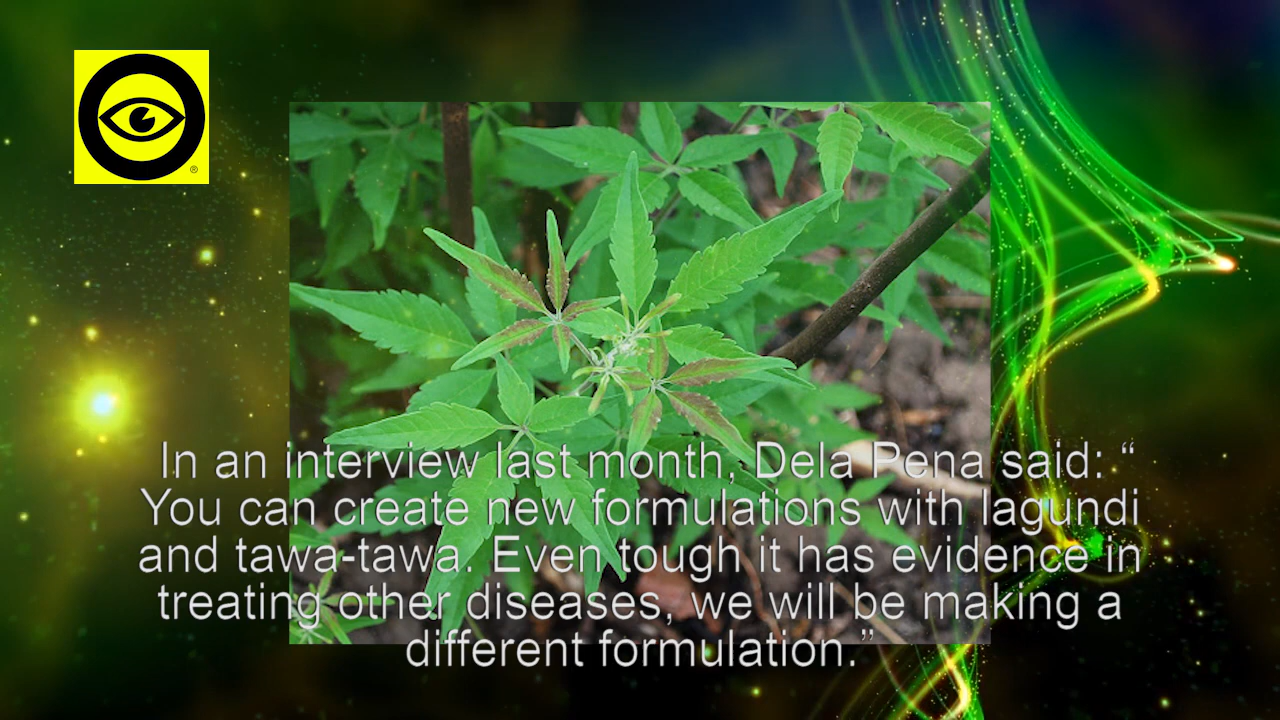 ®
In an interview last month, Dela Pena said: “
You can create new formulations with lagundi
and tawa-tawa. Even tough it has evidence in
treating other diseases, we will be making a
different formulation.”